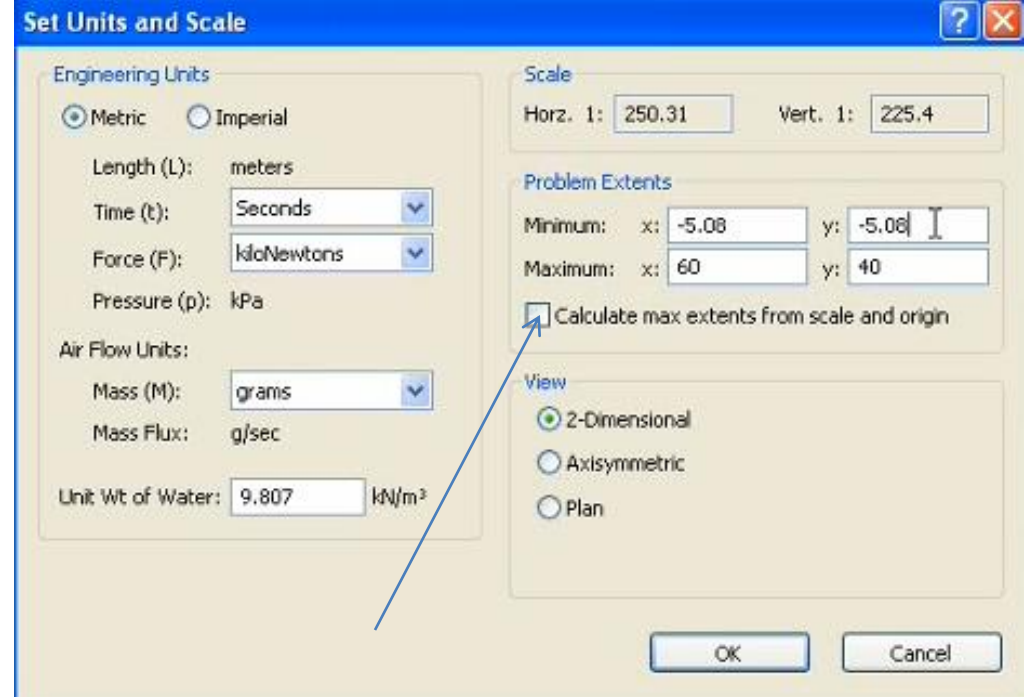 Set Units and Scale
Engineering Units
Metric Imperial
Length (L): meters
Time (t): Seconds
Force (F): kiloNewtons
Pressure (p): kPa
Air Flow Units:
Mass (M): grams
Mass Flux: g/sec
Unit Wt of Water: 9.807 kN/m³
Scale
Horz. 1: 250.31 Vert. 1: 225.4
Problem Extents
Minimum: x: -5.08 y: -5.08
Maximum: x: 60 y: 40
Calculate max extents from scale and origin
View
2-Dimensional
Axisymmetric
Plan
OK Cancel